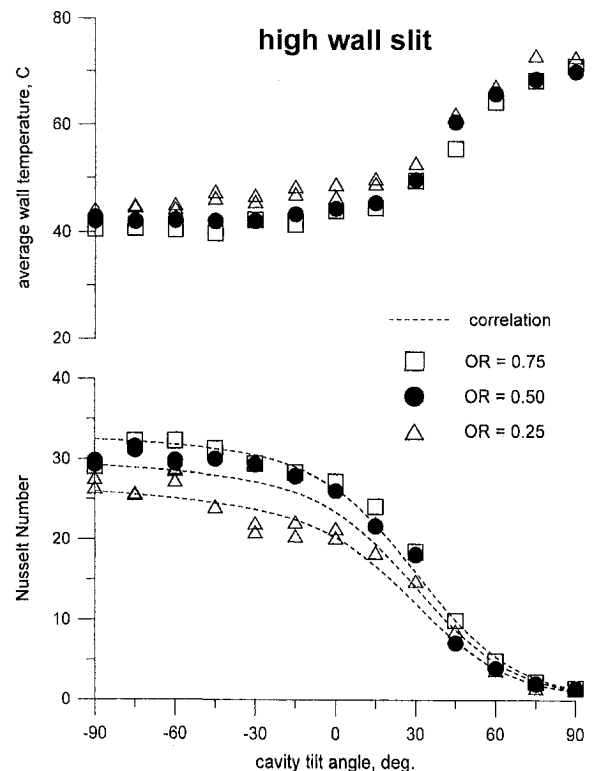 high wall slit
80
60
40
20
average wall temperature, C
correlation
OR = 0.75
OR = 0.50
OR = 0.25
40
30
20
10
0
Nusselt Number
-90 -60 -30 0 30 60 90
cavity tilt angle, deg.